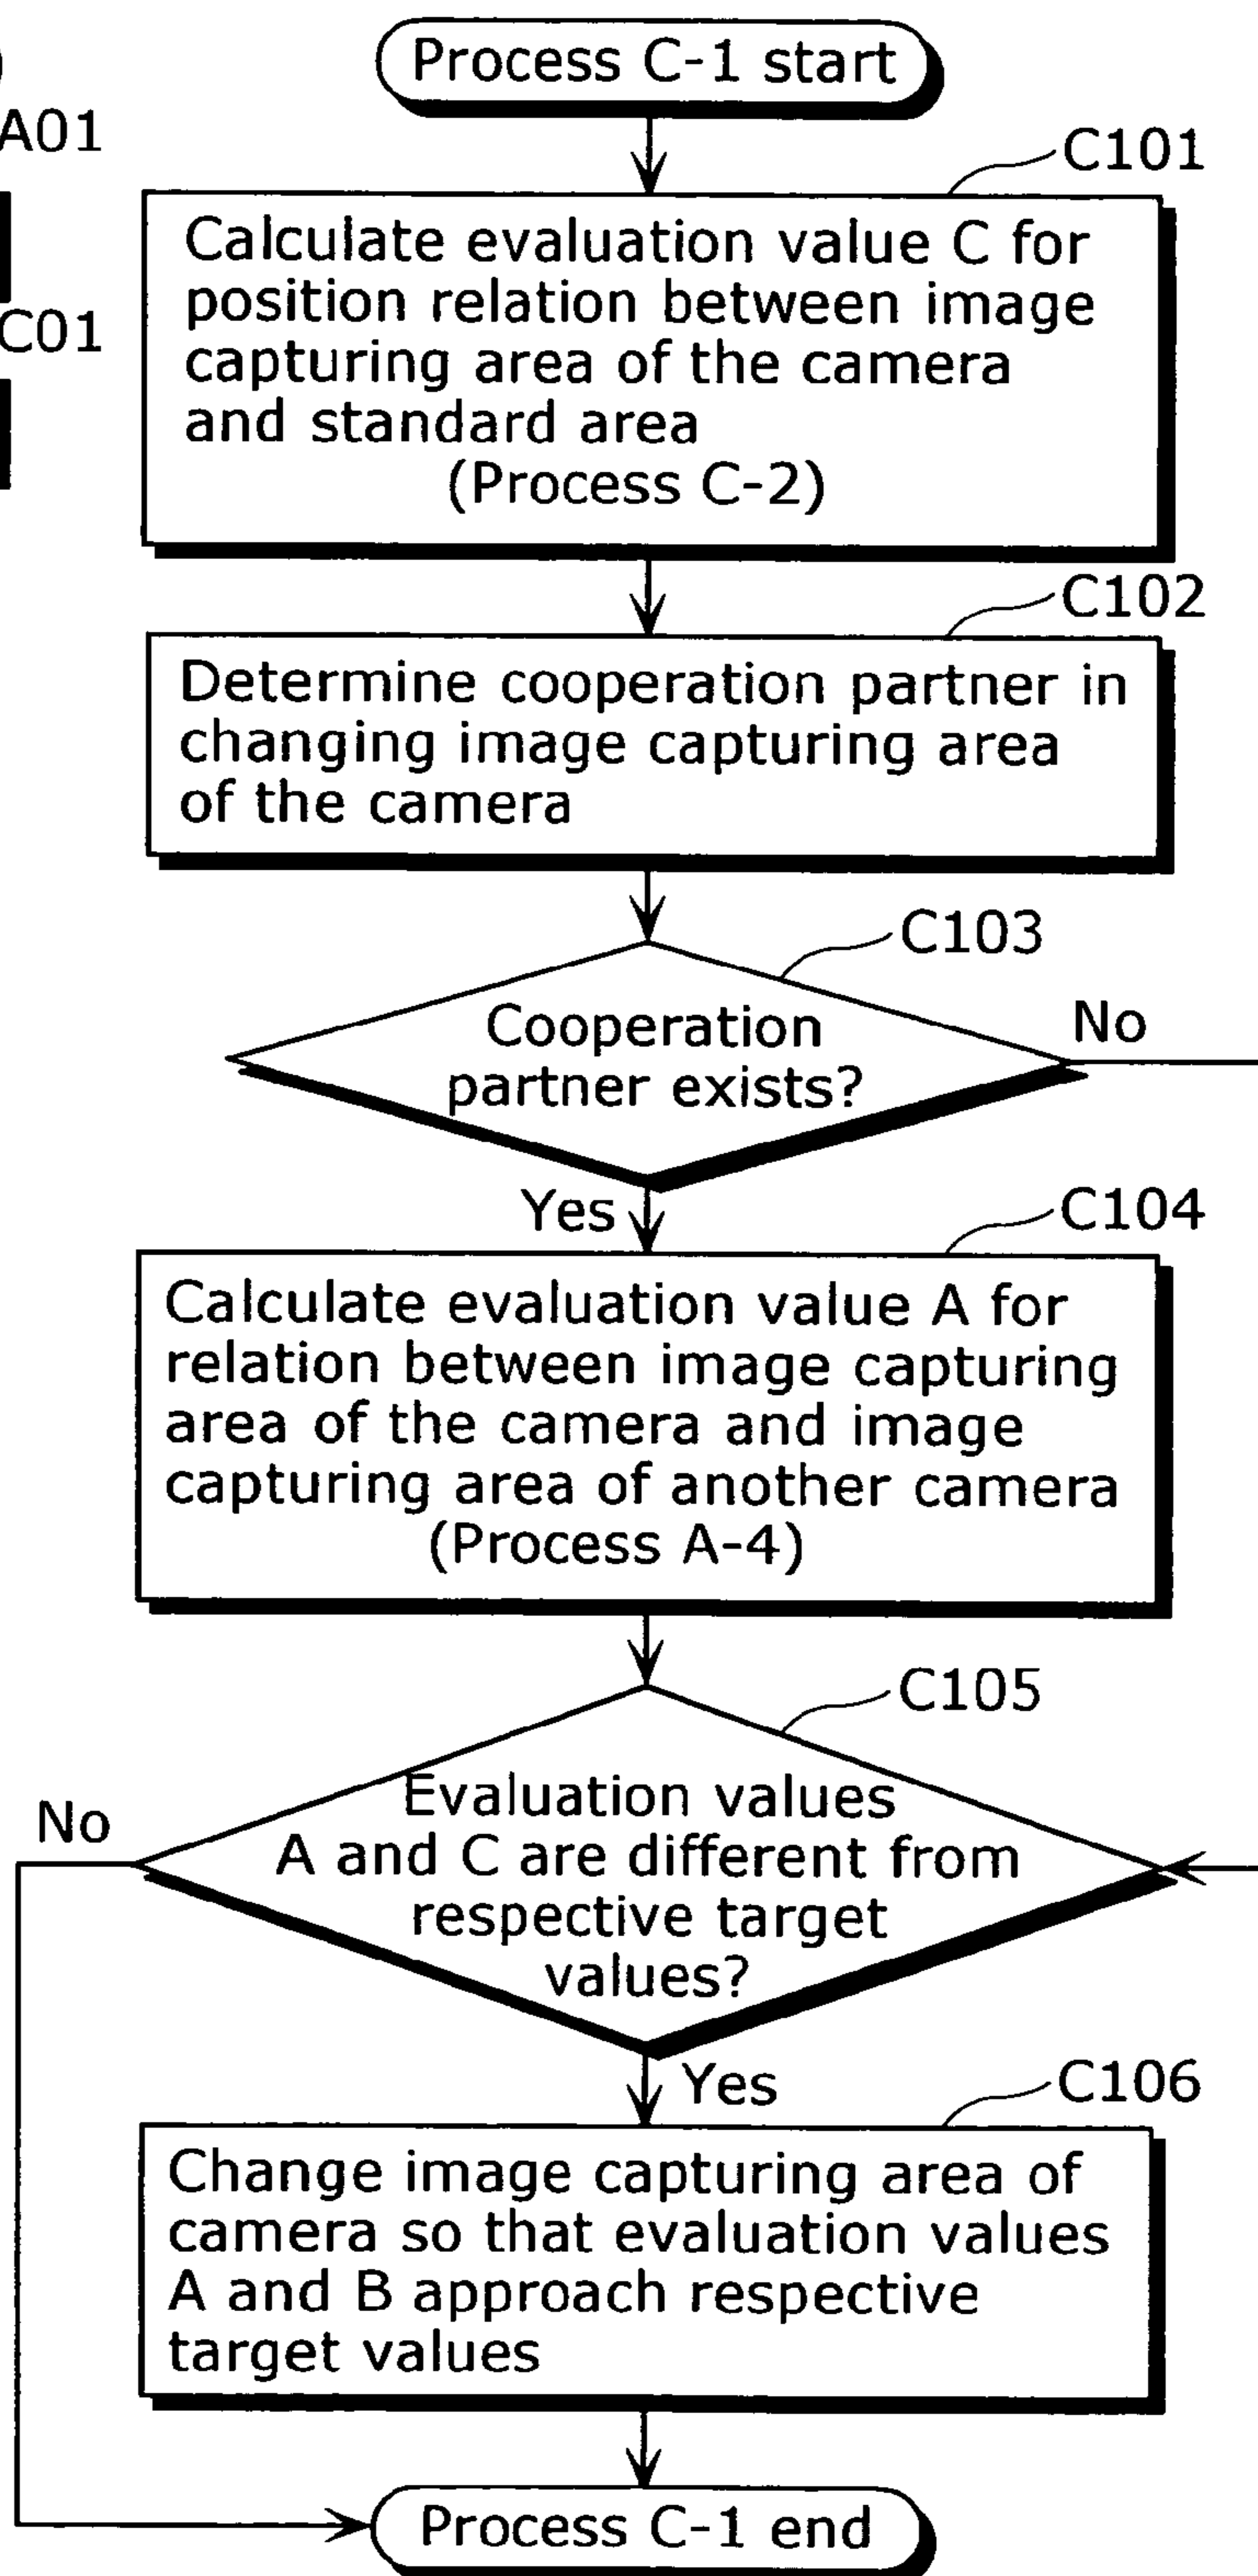 Process C-1 start
A01
C101
Calculate evaluation value C for
position relation between image
C01
capturing area of the camera
and standard area
(Process C-2)
C102
Determine cooperation partner in
changing image capturing area
of the camera
C103
Cooperation
partner exists?
No
Yes
C104
Calculate evaluation value A for
relation between image capturing
area of the camera and image
capturing area of another camera
(Process A-4)
C105
Evaluation values
A and C are different from
respective target
values?
No
Yes
C106
Change image capturing area of
camera so that evaluation values
A and B approach respective
target values
Process C-1 end